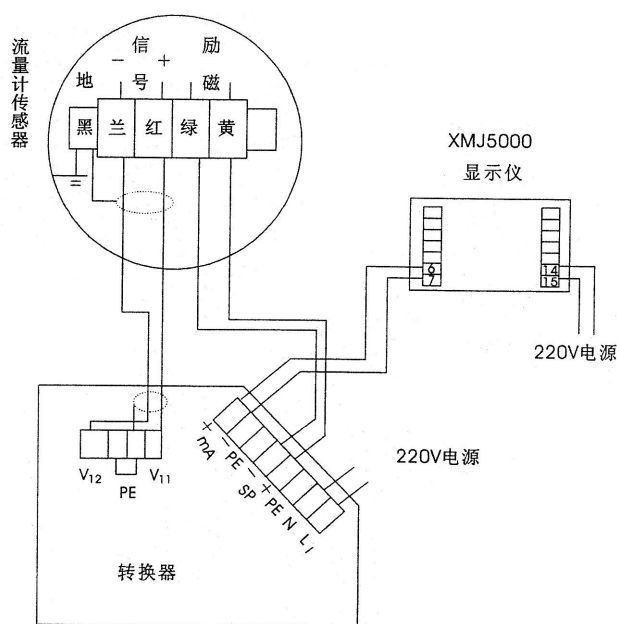 流量计传感器
信 励
地 − 号 + 磁
黑 兰 红 绿 黄
XMJ5000
显示仪
6 14
7 15
220V电源
+ mA − PE − SP + PE N L1
220V电源
V12 PE V11
转换器